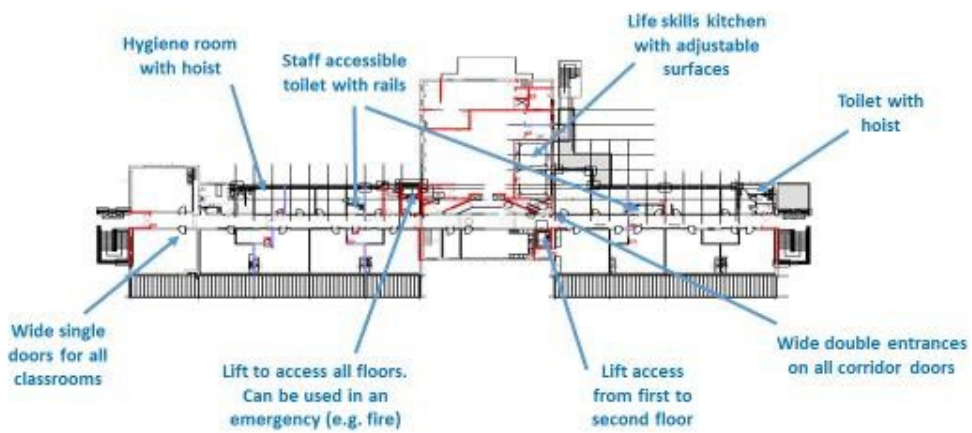 Life skills kitchen
with adjustable
surfaces
Hygiene room
with hoist
Staff accessible
toilet with rails
Toilet with
hoist
Wide single
doors for all
classrooms
Lift to access all floors.
Can be used in an
emergency (e.g. fire)
Lift access
from first to
second floor
Wide double entrances
on all corridor doors